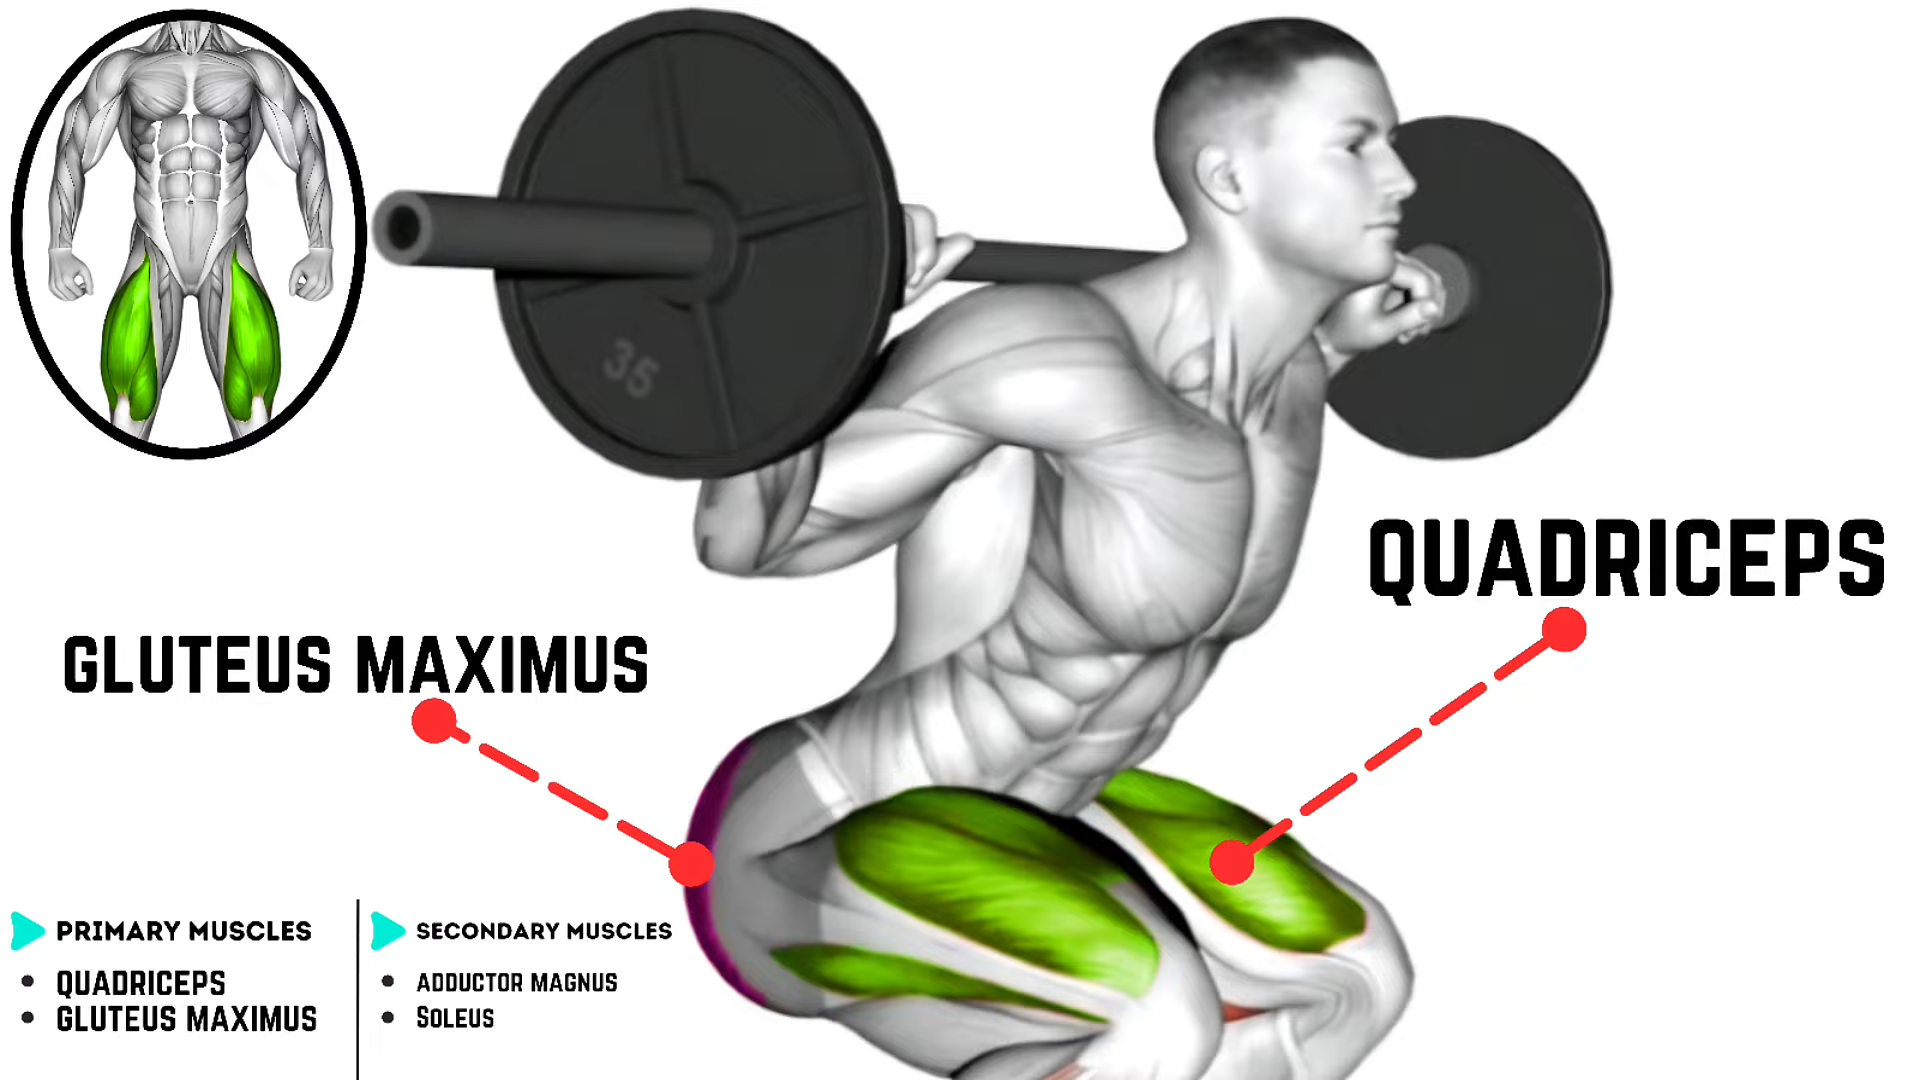 35
QUADRICEPS
GLUTEUS MAXIMUS
PRIMARY MUSCLES
• QUADRICEPS
• GLUTEUS MAXIMUS
SECONDARY MUSCLES
• ADDUCTOR MAGNUS
• SOLEUS